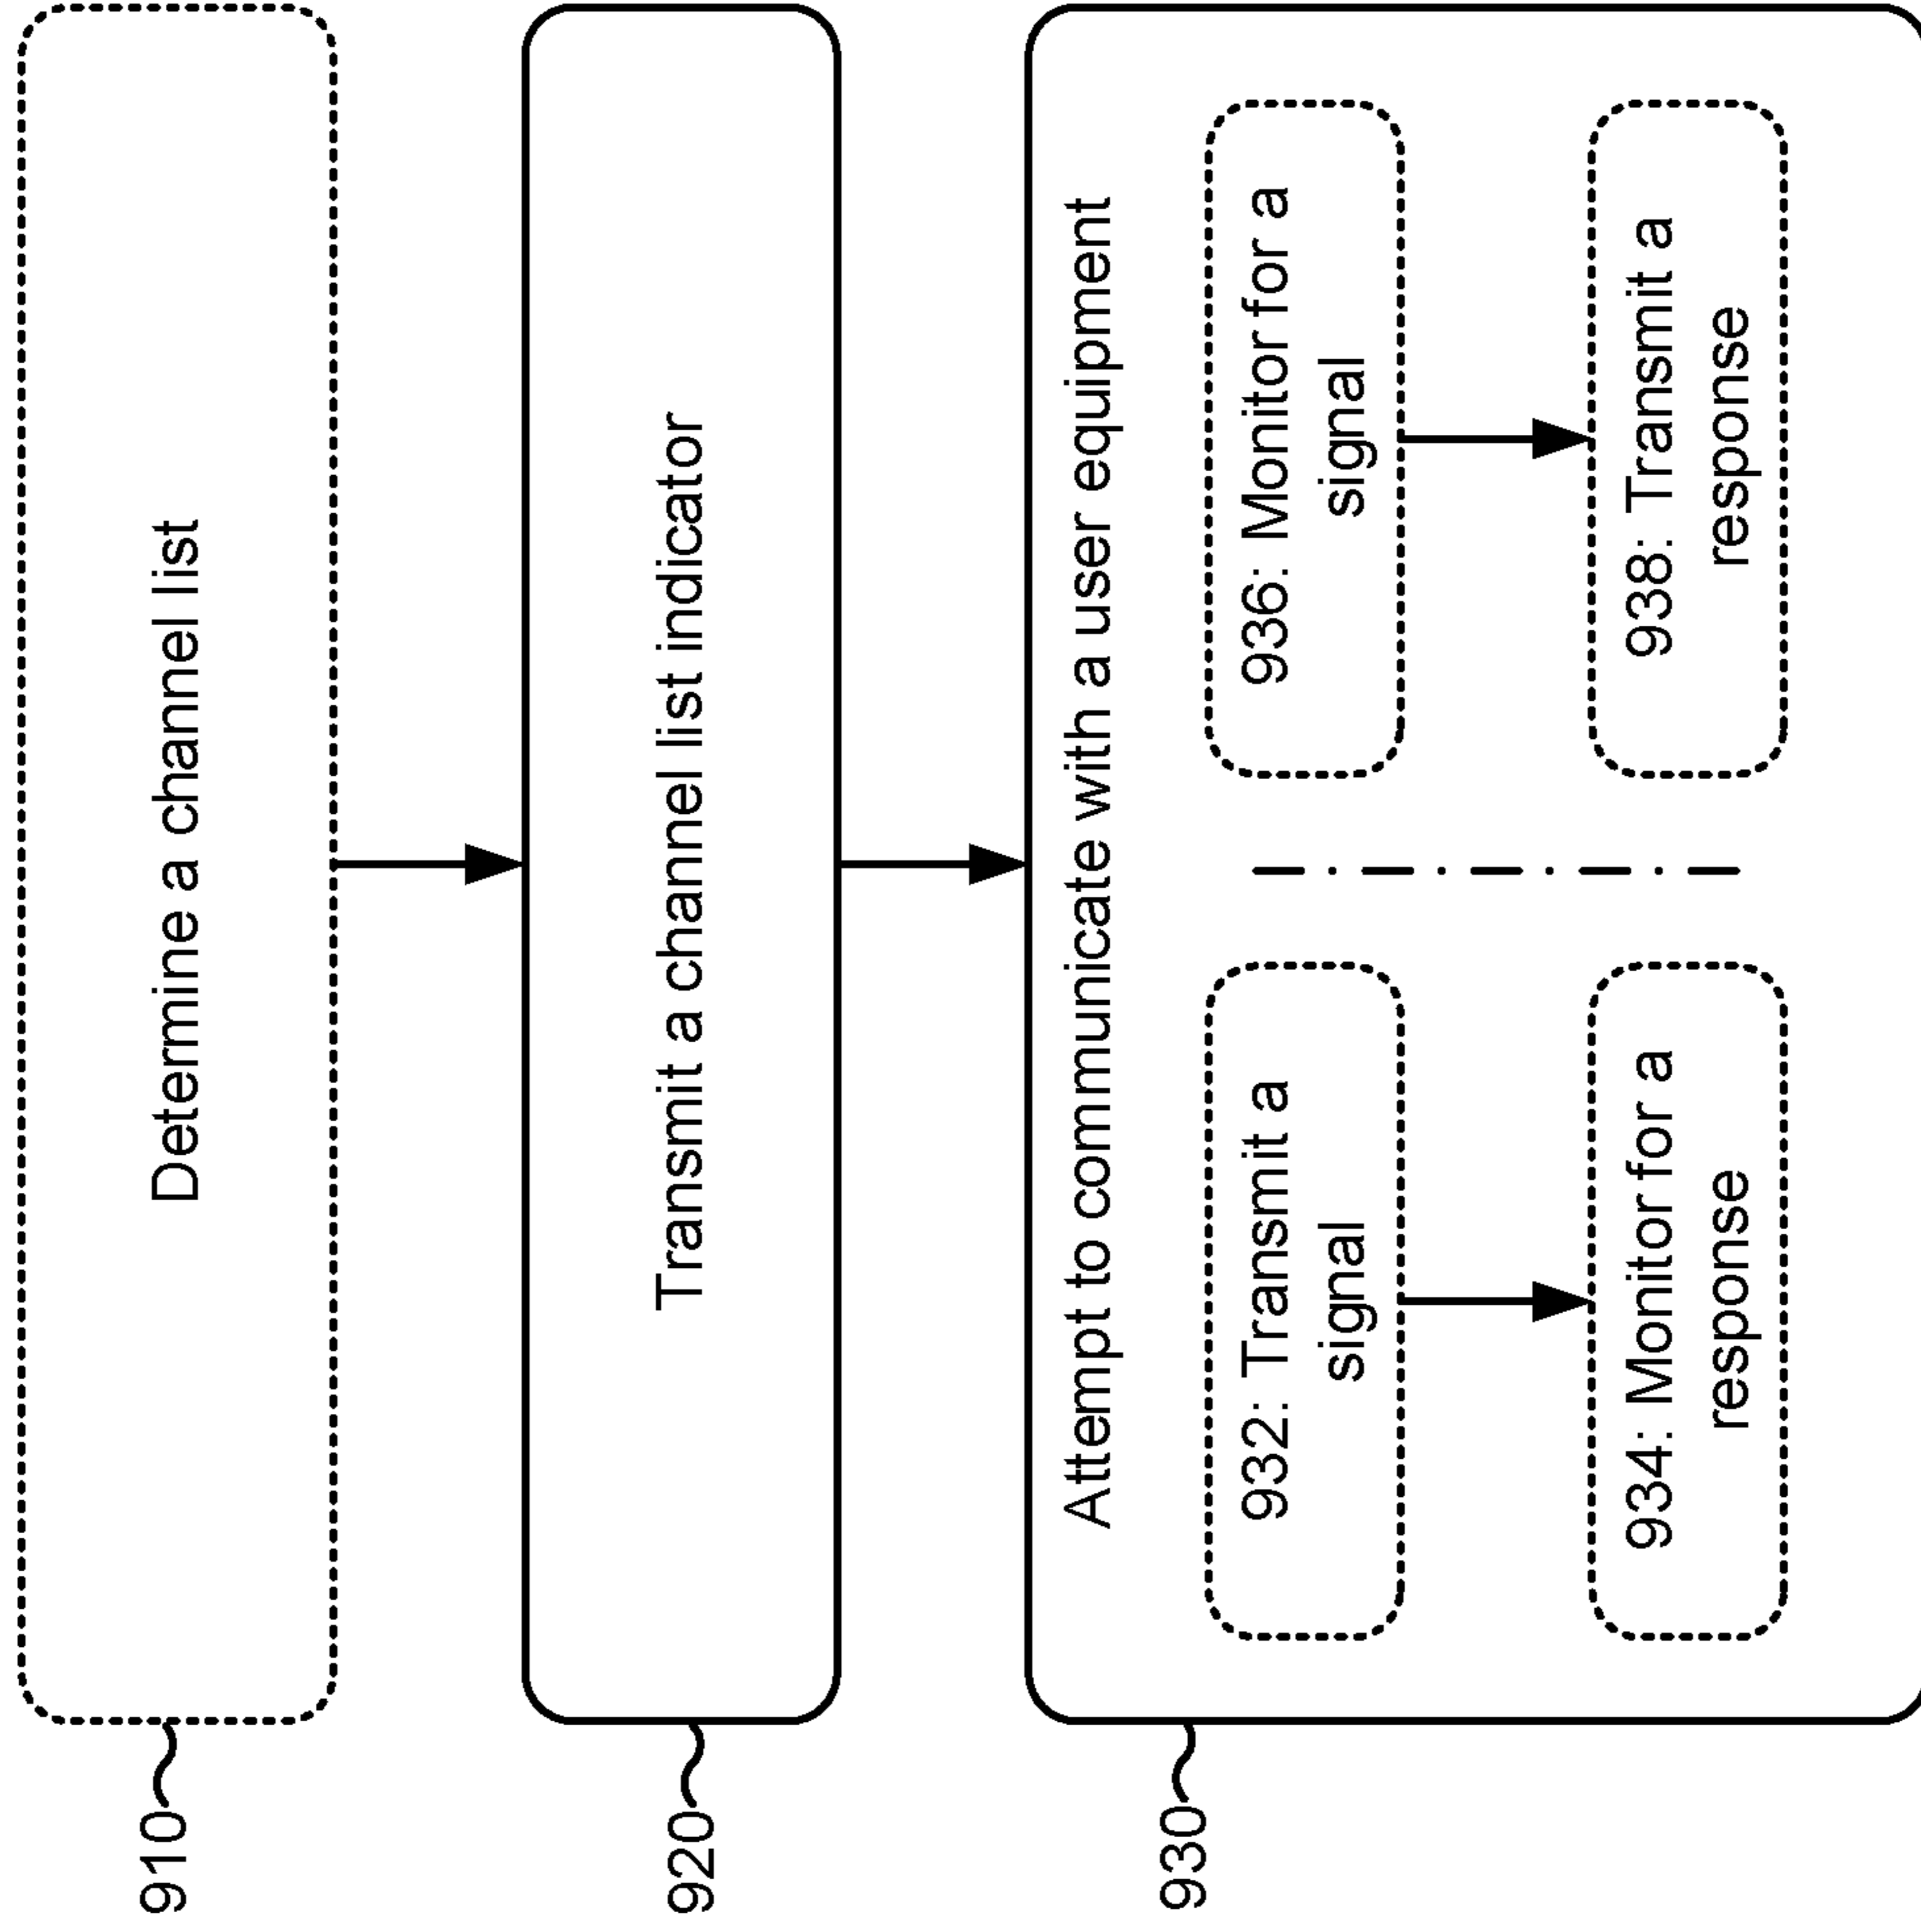 910
Determine a channel list
920
Transmit a channel list indicator
930
Attempt to communicate with a user equipment
932: Transmit a
signal
934: Monitor for a
response
936: Monitor for a
signal
938: Transmit a
response